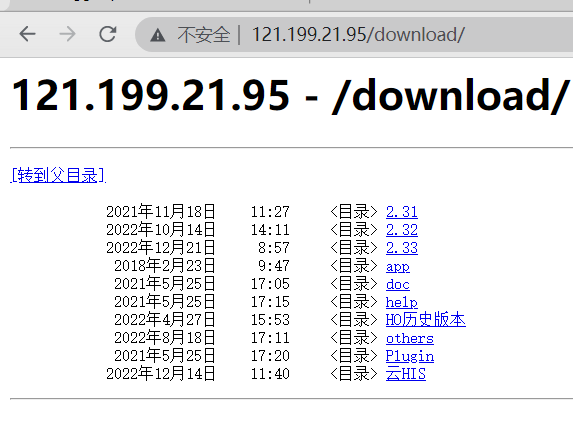 不安全 | 121.199.21.95/download/
121.199.21.95 - /download/
[转到父目录]
2021年11月18日 11:27 <目录> 2.31
2022年10月14日 14:11 <目录> 2.32
2022年12月21日 8:57 <目录> 2.33
2018年2月23日 9:47 <目录> app
2021年5月25日 17:05 <目录> doc
2021年5月25日 17:15 <目录> help
2022年4月27日 15:53 <目录> HO历史版本
2022年8月18日 17:11 <目录> others
2021年5月25日 17:20 <目录> Plugin
2022年12月14日 11:40 <目录> 云HIS